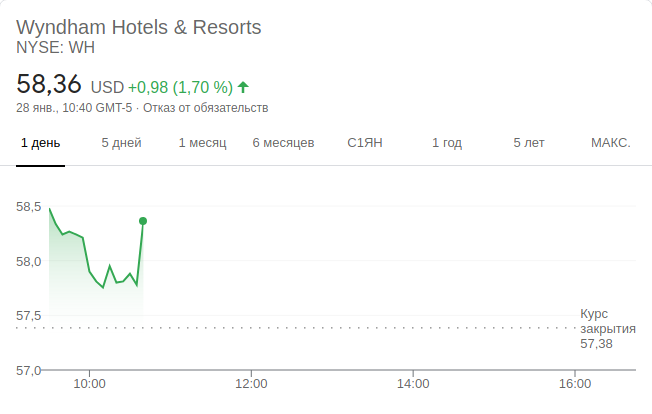 Wyndham Hotels & Resorts
NYSE: WH
58,36 USD +0,98 (1,70 %)
28 янв., 10:40 GMT-5 · Отказ от обязательств
1 день 5 дней 1 месяц 6 месяцев С1ЯН 1 год 5 лет МАКС.
58,5
58,0
57,5
57,0
Курс
закрытия
57,38
10:00 12:00 14:00 16:00